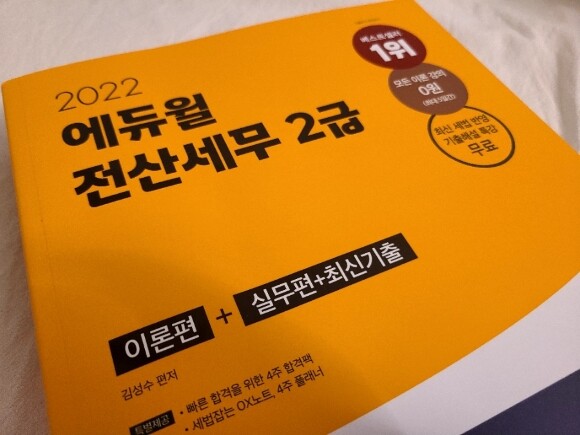 2022
에듀윌
전산세무 2급
베스트셀러
1위
모든 이론 강의
0원
최신 세법 반영
기출해설 특강
무료
이론편 + 실무편+최신기출
김성수 편저
특별제공
• 빠른 합격을 위한 4주 합격팩
• 세법잡는 OX노트, 4주 플래너